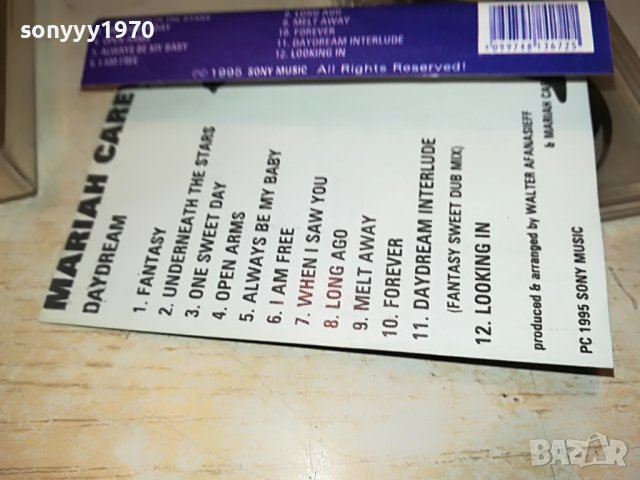 sonyyy1970
THE STARS
DAY
5. ALWAYS BE MY BABY
6. I AM FREE
8. LONG AGO
9. MELT AWAY
10. FOREVER
11. DAYDREAM INTERLUDE
12. LOOKING IN
1995 SONY MUSIC All Rights Reserved!
MARIAH CAREY
DAYDREAM
1. FANTASY
2. UNDERNEATH THE STARS
3. ONE SWEET DAY
4. OPEN ARMS
5. ALWAYS BE MY BABY
6. I AM FREE
7. WHEN I SAW YOU
8. LONG AGO
9. MELT AWAY
10. FOREVER
11. DAYDREAM INTERLUDE
(FANTASY SWEET DUB MIX)
12. LOOKING IN
produced & arranged by WALTER AFANASIEFF
& MARIAH CAR
PC 1995 SONY MUSIC
BAZAR
.bg